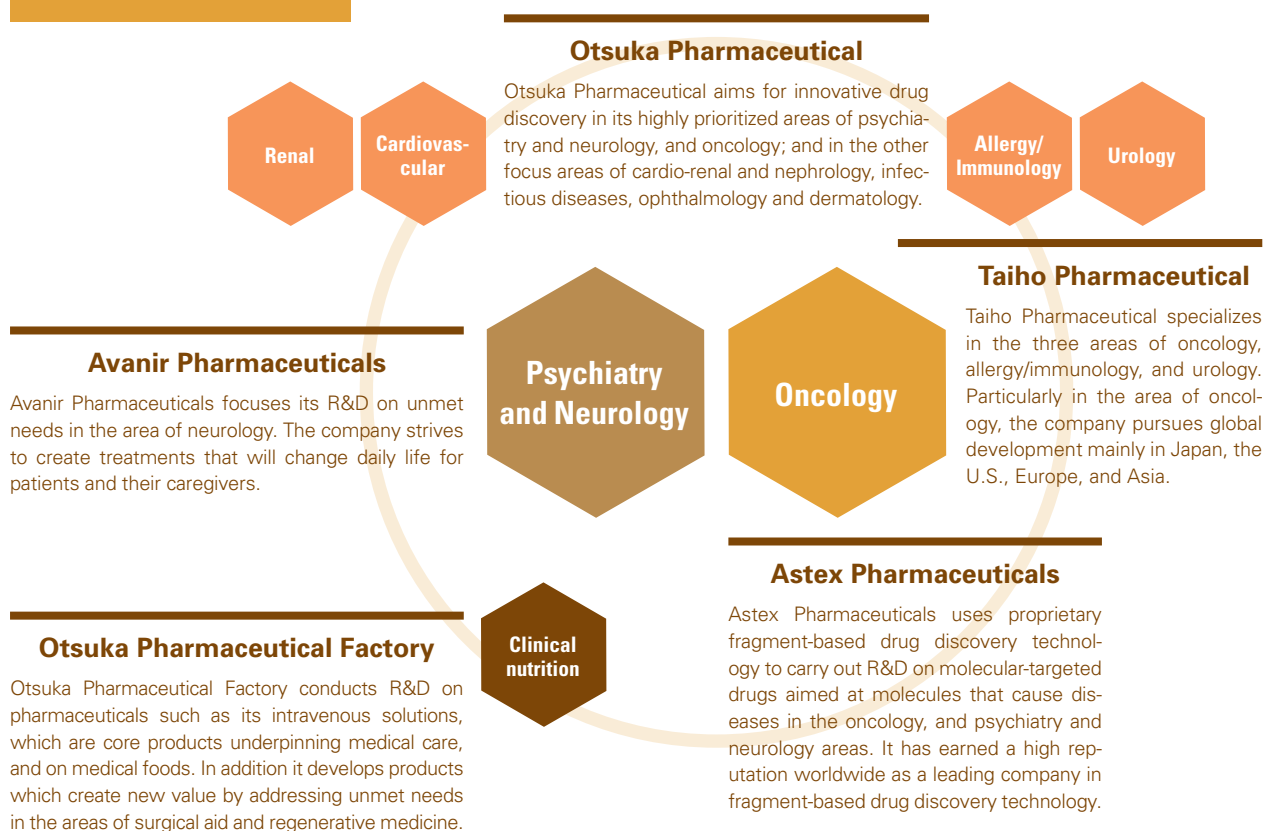 Otsuka Pharmaceutical
Otsuka Pharmaceutical aims for innovative drug
discovery in its highly prioritized areas of psychia-
try and neurology, and oncology; and in the other
focus areas of cardio-renal and nephrology, infec-
tious diseases, ophthalmology and dermatology.
Renal
Cardiovas-
cular
Allergy/
Immunology
Urology
Taiho Pharmaceutical
Taiho Pharmaceutical specializes
in the three areas of oncology,
allergy/immunology, and urology.
Particularly in the area of oncol-
ogy, the company pursues global
development mainly in Japan, the
U.S., Europe, and Asia.
Avanir Pharmaceuticals
Avanir Pharmaceuticals focuses its R&D on unmet
needs in the area of neurology. The company strives
to create treatments that will change daily life for
patients and their caregivers.
Psychiatry
and Neurology
Oncology
Astex Pharmaceuticals
Astex Pharmaceuticals uses proprietary
fragment-based drug discovery technol-
ogy to carry out R&D on molecular-targeted
drugs aimed at molecules that cause dis-
eases in the oncology, and psychiatry and
neurology areas. It has earned a high rep-
utation worldwide as a leading company in
fragment-based drug discovery technology.
Clinical
nutrition
Otsuka Pharmaceutical Factory
Otsuka Pharmaceutical Factory conducts R&D on
pharmaceuticals such as its intravenous solutions,
which are core products underpinning medical care,
and on medical foods. In addition it develops products
which create new value by addressing unmet needs
in the areas of surgical aid and regenerative medicine.